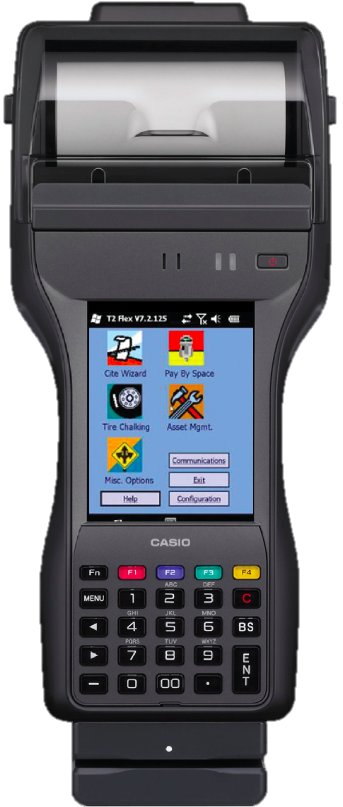 T2 Flex V7.2.125
Cite Wizard Pay By Space
Tire Chalking Asset Mgmt.
Communications
Misc. Options Exit
Help Configuration
CASIO
Fn F1 F2 F3 F4
ABC DEF
MENU 1 2 3 C
GHI JKL MNO
4 5 6 BS
PQRS TUV WXYZ
7 8 9 ENT
- 0 00 .